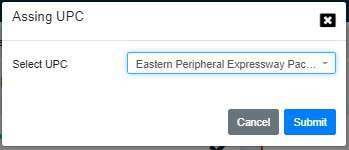 Assing UPC
Select UPC
Eastern Peripheral Expressway Pac...
Cancel
Submit